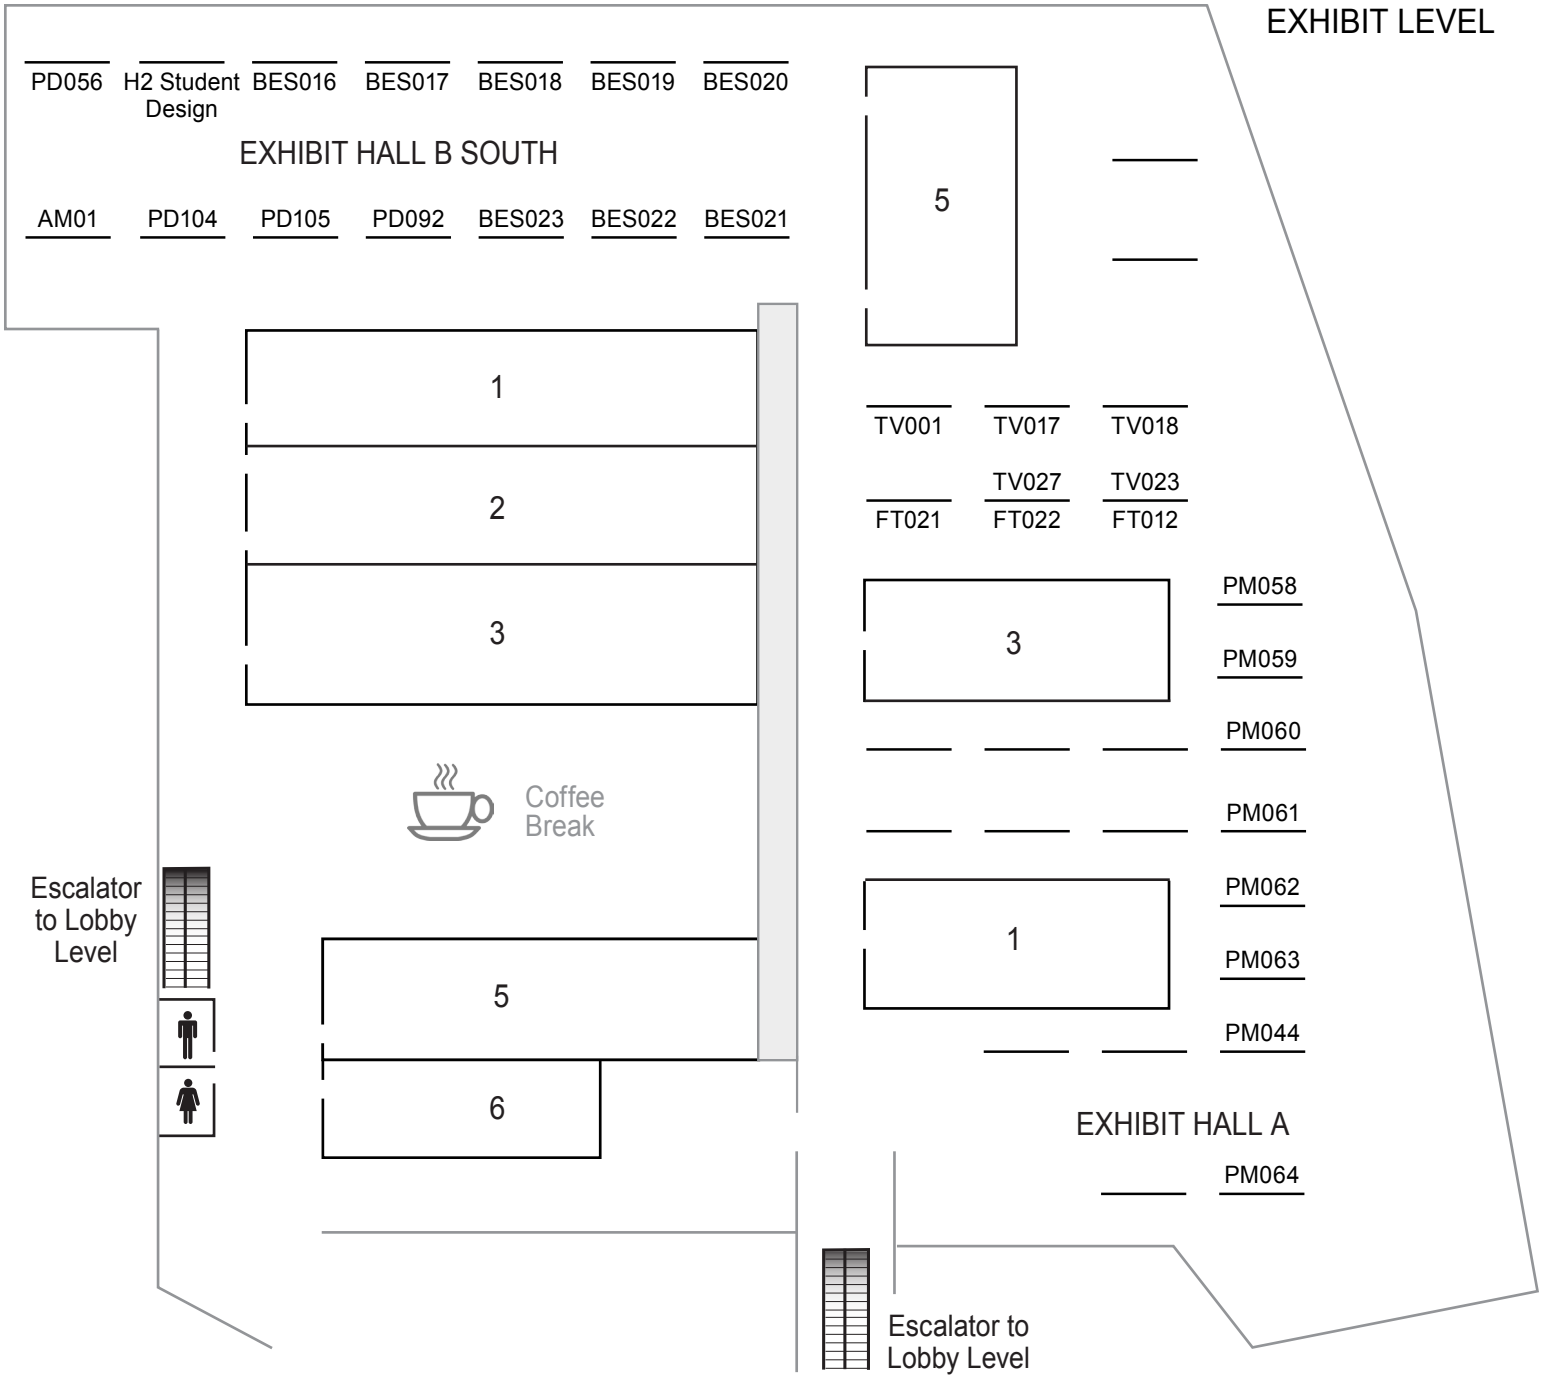 EXHIBIT LEVEL
PD056 H2 Student BES016 BES017 BES018 BES019 BES020
Design
EXHIBIT HALL B SOUTH
5
AM01 PD104 PD105 PD092 BES023 BES022 BES021
1
TV001 TV017 TV018
TV027 TV023
2
FT021 FT022 FT012
PM058
3
3
PM059
PM060
Coffee
Break
PM061
Escalator
to Lobby
Level
PM062
1
PM063
5
PM044
6
EXHIBIT HALL A
PM064
Escalator to
Lobby Level